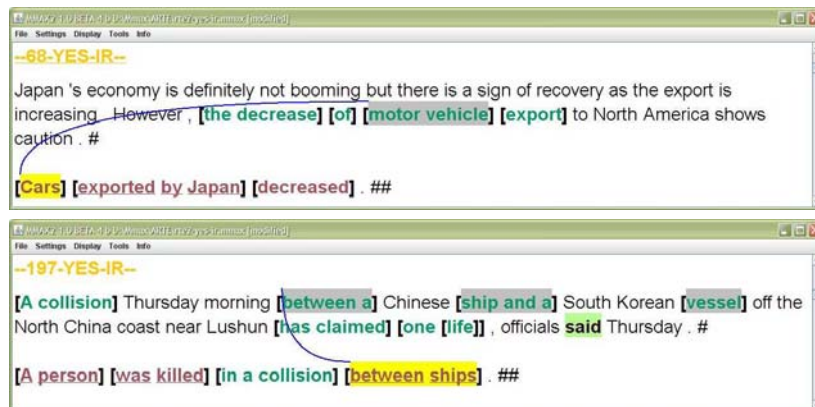 File Settings Display Tools Info
--68-YES-IR--
Japan 's economy is definitely not booming but there is a sign of recovery as the export is
increasing. However , [the decrease] [of] [motor vehicle] [export] to North America shows
caution . #
[Cars] [exported by Japan] [decreased] . ##
File Settings Display Tools Info
--197-YES-IR--
[A collision] Thursday morning [between a] Chinese [ship and a] South Korean [vessel] off the
North China coast near Lushun [has claimed] [one [life]] , officials said Thursday . #
[A person] [was killed] [in a collision] [between ships] . ##